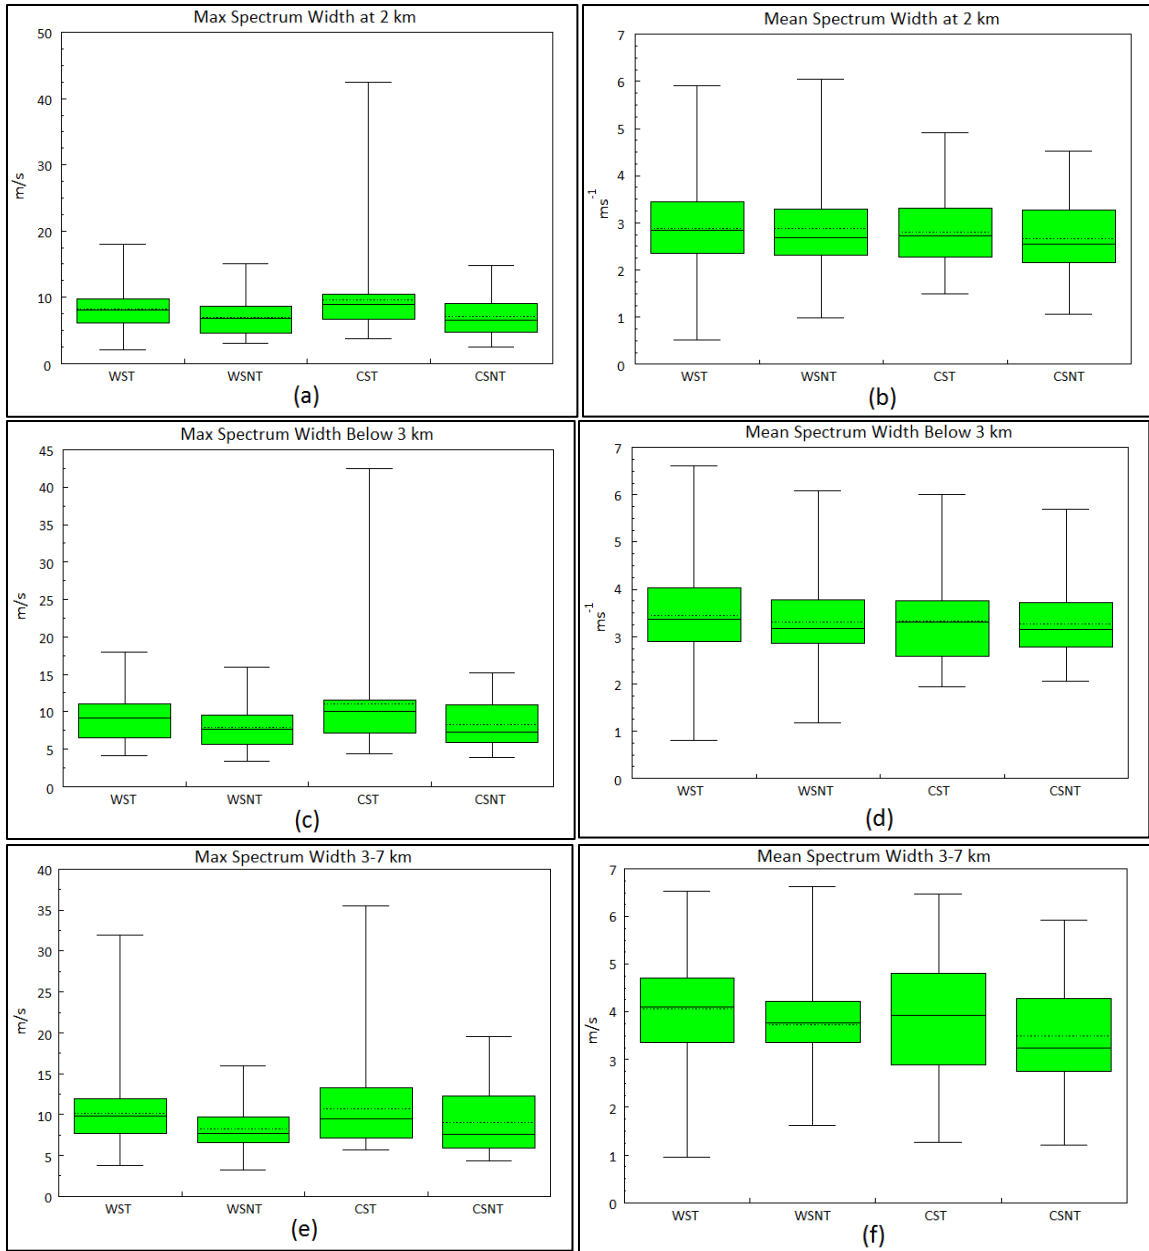 Max Spectrum Width at 2 km
50
40
30
20
10
0
m/s
WST WSNT CST CSNT
(a)
Mean Spectrum Width at 2 km
7
6
5
4
3
2
1
0
ms⁻¹
WST WSNT CST CSNT
(b)
Max Spectrum Width Below 3 km
45
40
35
30
25
20
15
10
5
0
m/s
WST WSNT CST CSNT
(c)
Mean Spectrum Width Below 3 km
7
6
5
4
3
2
1
0
ms⁻¹
WST WSNT CST CSNT
(d)
Max Spectrum Width 3-7 km
40
35
30
25
20
15
10
5
0
m/s
WST WSNT CST CSNT
(e)
Mean Spectrum Width 3-7 km
7
6
5
4
3
2
1
0
m/s
WST WSNT CST CSNT
(f)